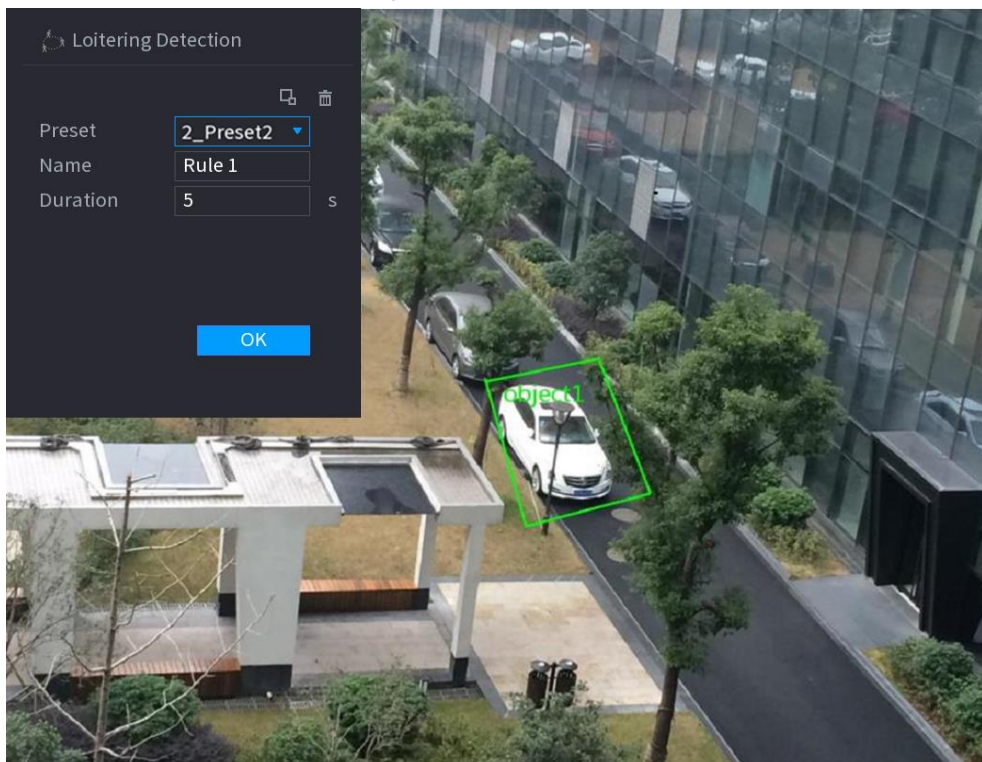 Loitering Detection
Preset 2_Preset2
Name Rule 1
Duration 5 s
OK
object1